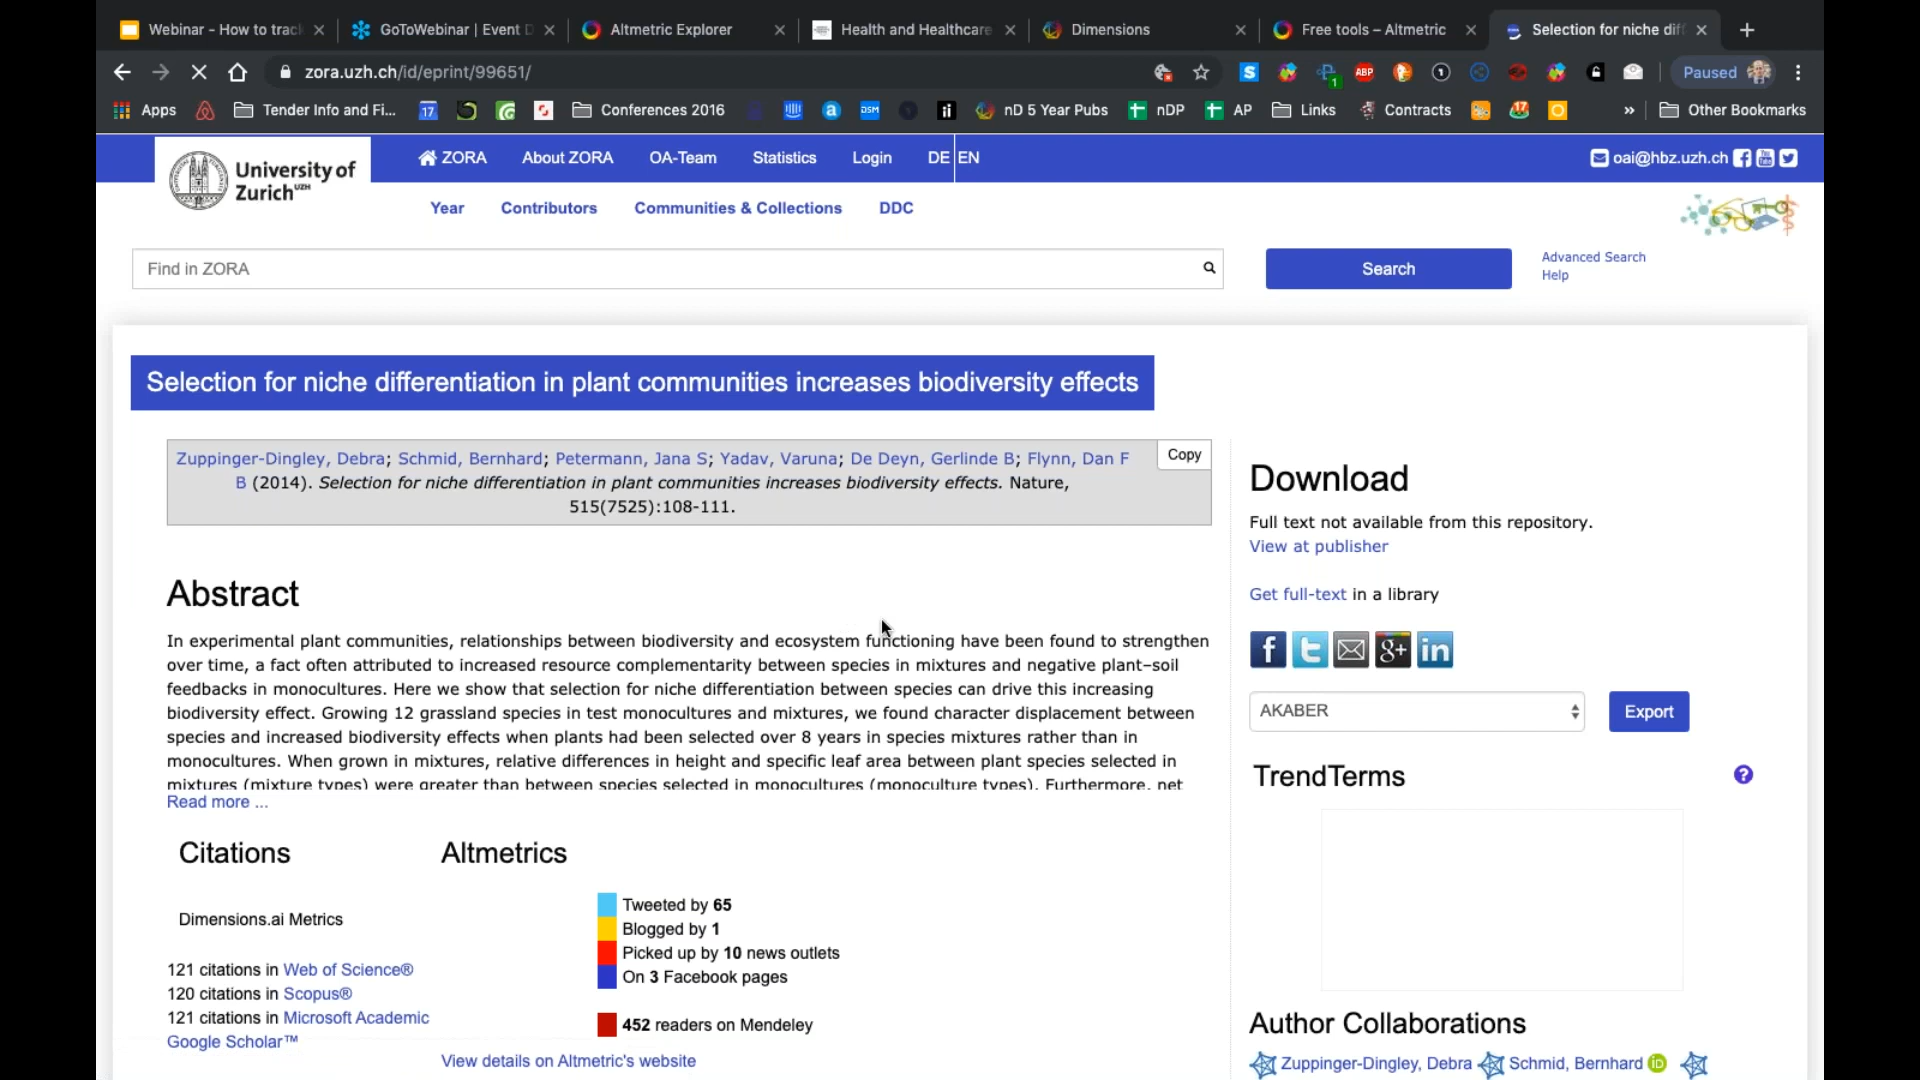 Webinar - How to trac
GoToWebinar | Event D
Altmetric Explorer
Health and Healthcare
Dimensions
Free tools – Altmetric
Selection for niche diff
zora.uzh.ch/id/eprint/99651/
ABP
1
Paused
Apps
Tender Info and Fi...
17
Conferences 2016
DSM
nD 5 Year Pubs
nDP
AP
Links
Contracts
»
Other Bookmarks
University of
Zurich UZH
ZORA
About ZORA
OA-Team
Statistics
Login
DE EN
oai@hbz.uzh.ch
Year
Contributors
Communities & Collections
DDC
Find in ZORA
Search
Advanced Search
Help
Selection for niche differentiation in plant communities increases biodiversity effects
Zuppinger-Dingley, Debra; Schmid, Bernhard; Petermann, Jana S; Yadav, Varuna; De Deyn, Gerlinde B; Flynn, Dan F
B (2014). Selection for niche differentiation in plant communities increases biodiversity effects. Nature,
515(7525):108-111.
Copy
Abstract
In experimental plant communities, relationships between biodiversity and ecosystem functioning have been found to strengthen
over time, a fact often attributed to increased resource complementarity between species in mixtures and negative plant–soil
feedbacks in monocultures. Here we show that selection for niche differentiation between species can drive this increasing
biodiversity effect. Growing 12 grassland species in test monocultures and mixtures, we found character displacement between
species and increased biodiversity effects when plants had been selected over 8 years in species mixtures rather than in
monocultures. When grown in mixtures, relative differences in height and specific leaf area between plant species selected in
mixtures (mixture types) were greater than between species selected in monocultures (monoculture types). Furthermore, net
Read more ...
Citations
Dimensions.ai Metrics
121 citations in Web of Science®
120 citations in Scopus®
121 citations in Microsoft Academic
Google Scholar™
Altmetrics
Tweeted by 65
Blogged by 1
Picked up by 10 news outlets
On 3 Facebook pages
452 readers on Mendeley
View details on Altmetric's website
Download
Full text not available from this repository.
View at publisher
Get full-text in a library
AKABER
Export
TrendTerms
?
Author Collaborations
Zuppinger-Dingley, Debra Schmid, Bernhard iD